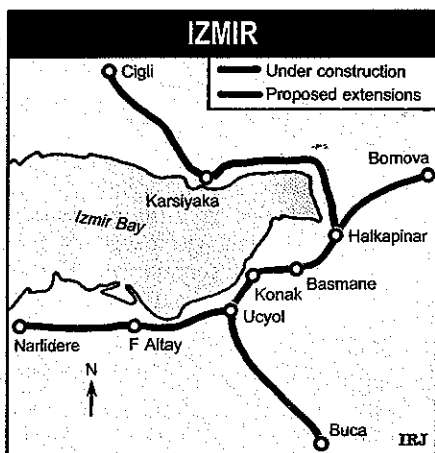 IZMIR
Cigli
Under construction
Proposed extensions
Bornova
Karsiyaka
Izmir Bay
Halkapinar
Basmane
Konak
Ucyol
Narlidere
F Altay
N
Buca
IRJ